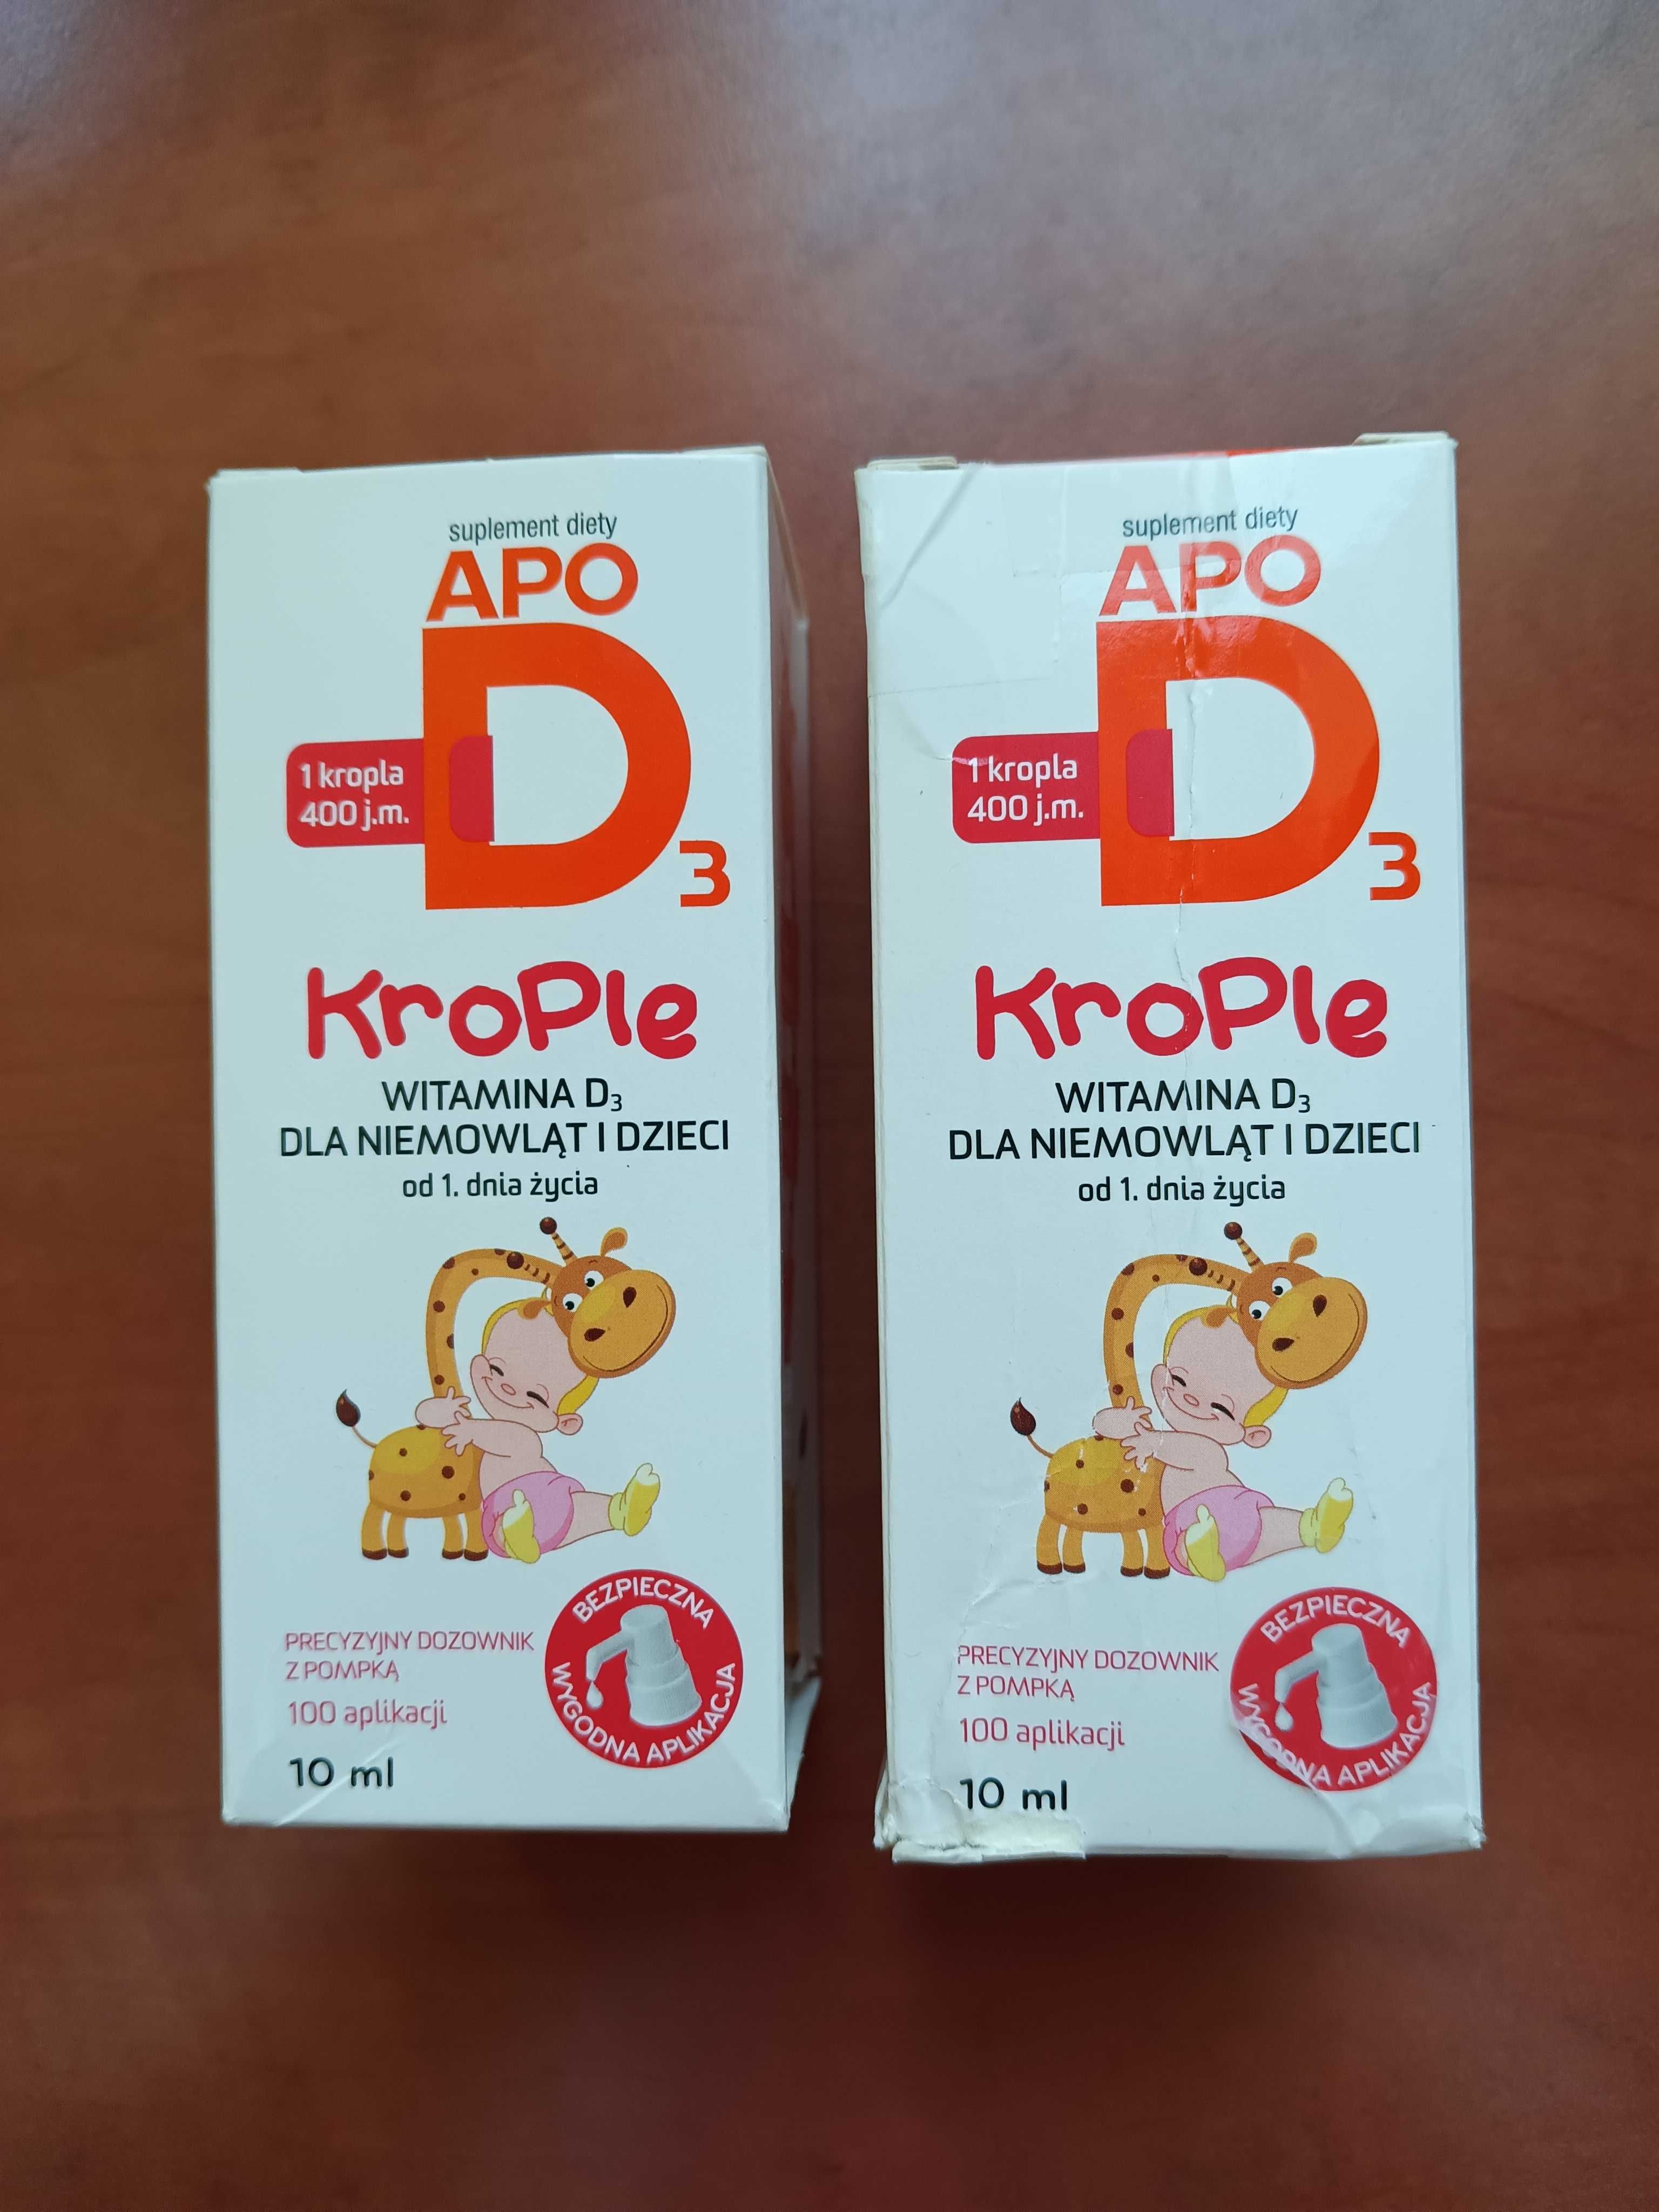 suplement diety
APO
D3
1 kropla
400 j.m.
KroPle
WITAMINA D3
DLA NIEMOWLĄT I DZIECI
od 1. dnia życia
PRECYZYJNY DOZOWNIK
Z POMPKĄ
100 aplikacji
10 ml
BEZPIECZNA
WYGODNA APLIKACJA
suplement diety
APO
D3
1 kropla
400 j.m.
KroPle
WITAMINA D3
DLA NIEMOWLĄT I DZIECI
od 1. dnia życia
PRECYZYJNY DOZOWNIK
Z POMPKĄ
100 aplikacji
10 ml
BEZPIECZNA
WYGODNA APLIKACJA